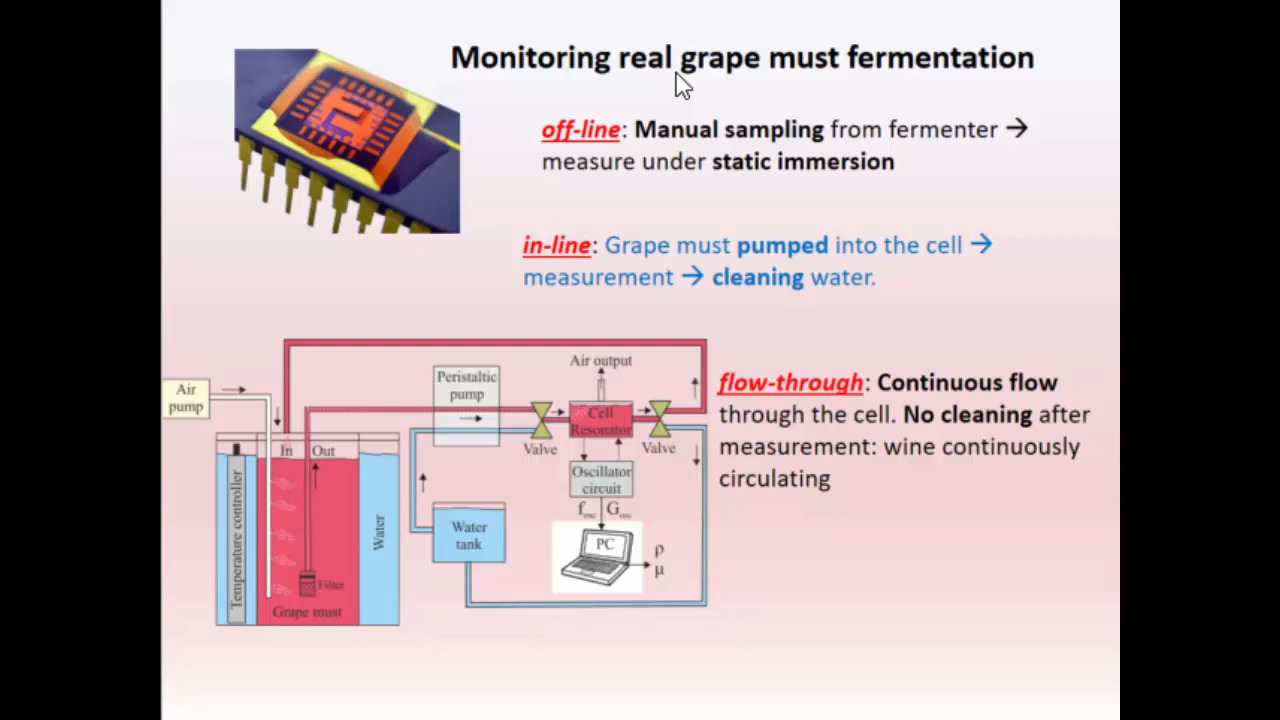 Monitoring real grape must fermentation
off-line: Manual sampling from fermenter →
measure under static immersion
in-line: Grape must pumped into the cell →
measurement → cleaning water.
flow-through: Continuous flow
through the cell. No cleaning after
measurement: wine continuously
circulating
Air
pump
Peristaltic
pump
Air output
Cell
Resonator
Valve
Valve
In
Out
Oscillator
circuit
fosc
Gosc
PC
ρ
μ
Water
tank
Temperature controller
Water
Filter
Grape must